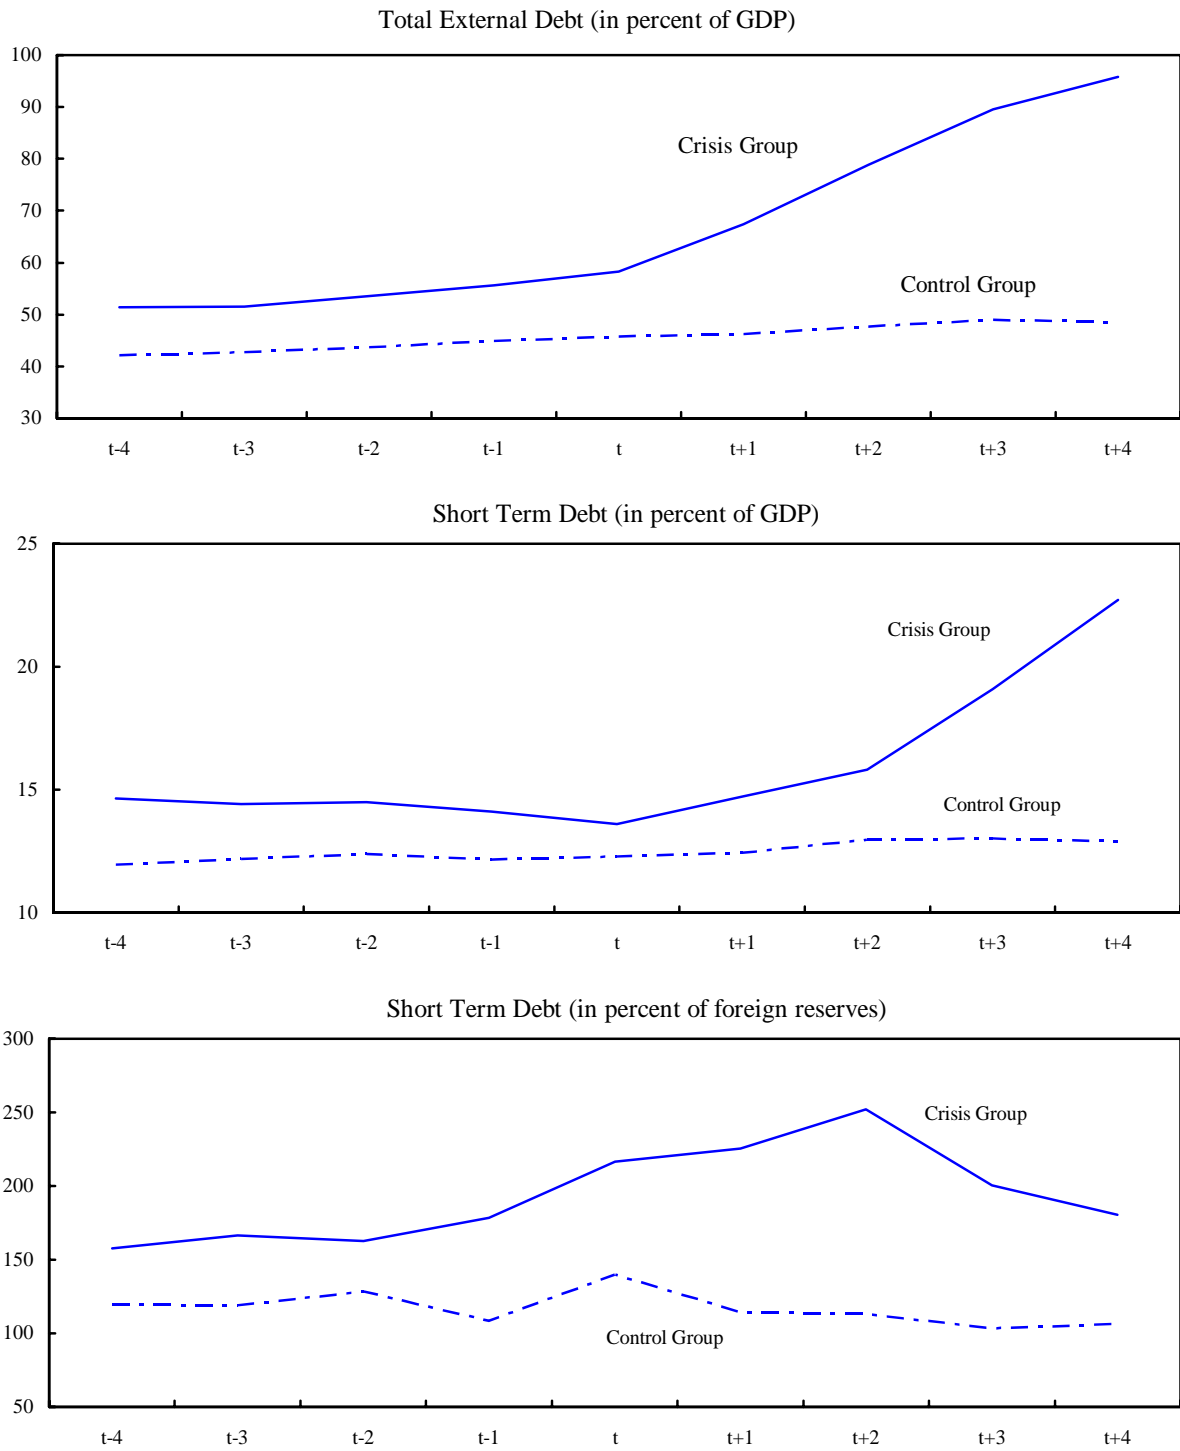 Total External Debt (in percent of GDP)
100
90
80
70
60
50
40
30
Crisis Group
Control Group
t-4 t-3 t-2 t-1 t t+1 t+2 t+3 t+4
Short Term Debt (in percent of GDP)
25
20
15
10
Crisis Group
Control Group
t-4 t-3 t-2 t-1 t t+1 t+2 t+3 t+4
Short Term Debt (in percent of foreign reserves)
300
250
200
150
100
50
Crisis Group
Control Group
t-4 t-3 t-2 t-1 t t+1 t+2 t+3 t+4